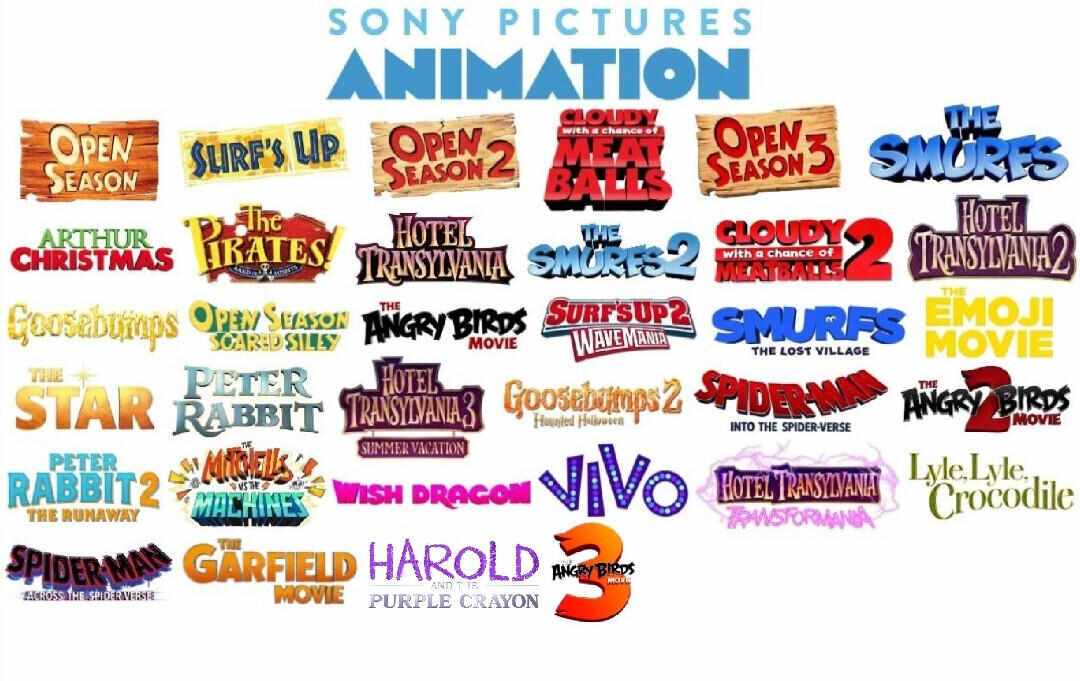 SONY PICTURES
ANIMATION
OPEN
SEASON
SURF'S UP
OPEN
SEASON 2
CLOUDY
with a chance of
MEAT
BALLS
OPEN
SEASON 3
THE
SMURFS
ARTHUR
CHRISTMAS
The
PIRATES!
HOTEL
TRANSYLVANIA
THE
SMURFS 2
CLOUDY 2
with a chance of
MEATBALLS
HOTEL
TRANSYLVANIA 2
Goosebumps
OPEN SEASON
SCARED SILLY
THE
ANGRY BIRDS
MOVIE
SURF'S UP 2
WAVEMANIA
SMURFS
THE LOST VILLAGE
THE
EMOJI
MOVIE
THE
STAR
PETER
RABBIT
HOTEL
TRANSYLVANIA 3
SUMMER VACATION
Goosebumps 2
Haunted Halloween
SPIDER-MAN
INTO THE SPIDER-VERSE
THE
ANGRY BIRDS 2
MOVIE
PETER
RABBIT 2
THE RUNAWAY
THE
MITCHELLS
VS THE
MACHINES
WISH DRAGON
VIVO
HOTEL TRANSYLVANIA
TRANSFORMANIA
Lyle, Lyle,
Crocodile
SPIDER-MAN
ACROSS THE SPIDER-VERSE
THE
GARFIELD
MOVIE
HAROLD
AND THE
PURPLE CRAYON
THE
ANGRY BIRDS
MOVIE
3